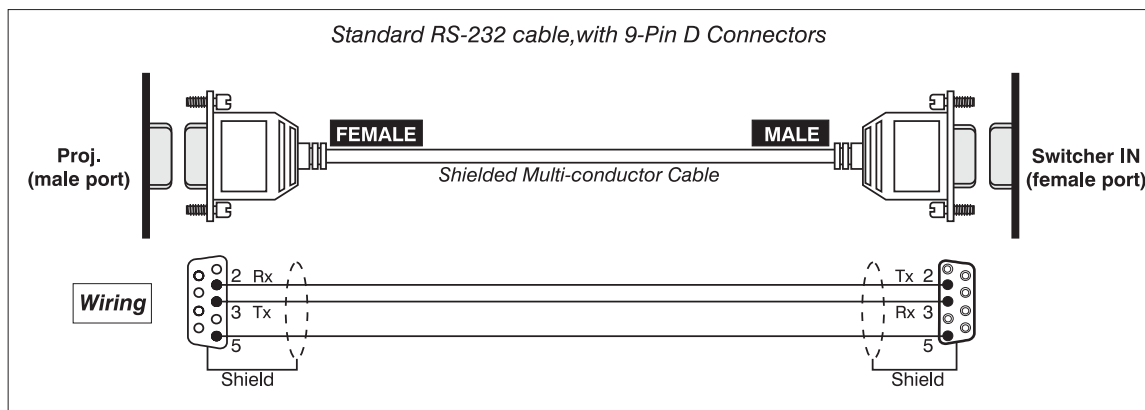 Standard RS-232 cable,with 9-Pin D Connectors
FEMALE
MALE
Proj.
(male port)
Shielded Multi-conductor Cable
Switcher IN
(female port)
Wiring
2 Rx
Tx 2
3 Tx
Rx 3
5
5
Shield
Shield